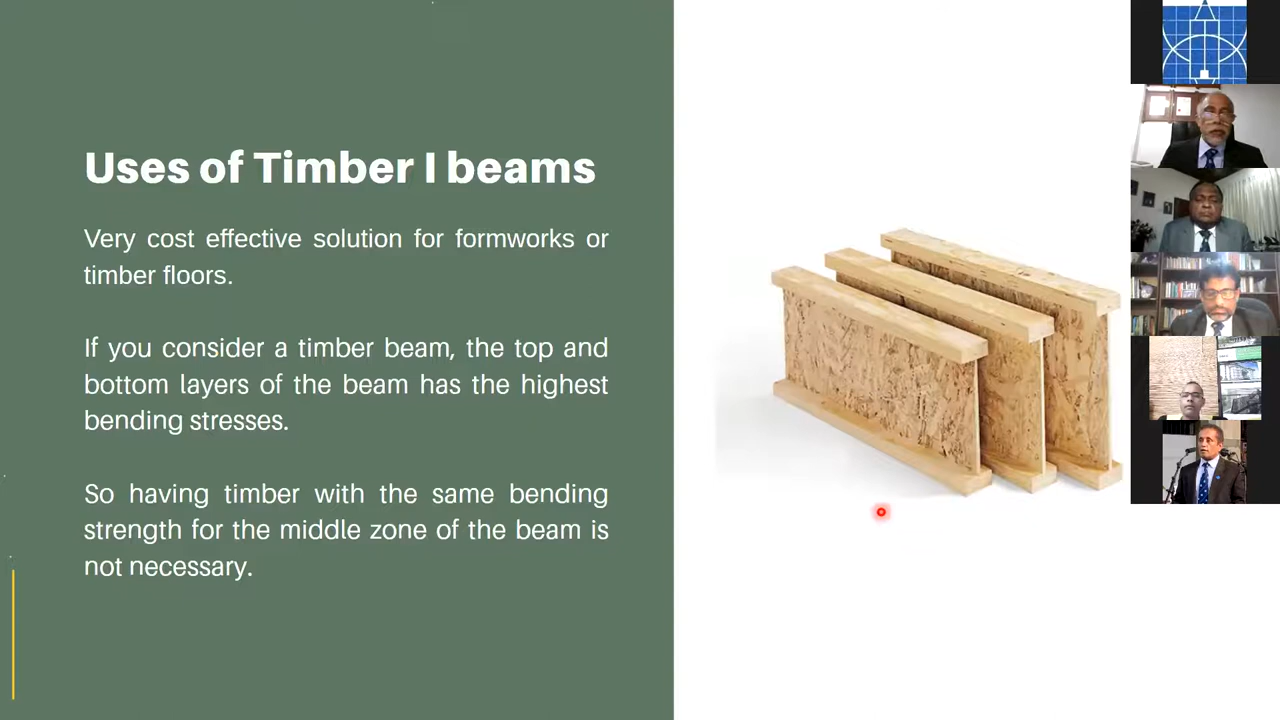 Uses of Timber I beams
Very cost effective solution for formworks or
timber floors.
If you consider a timber beam, the top and
bottom layers of the beam has the highest
bending stresses.
So having timber with the same bending
strength for the middle zone of the beam is
not necessary.